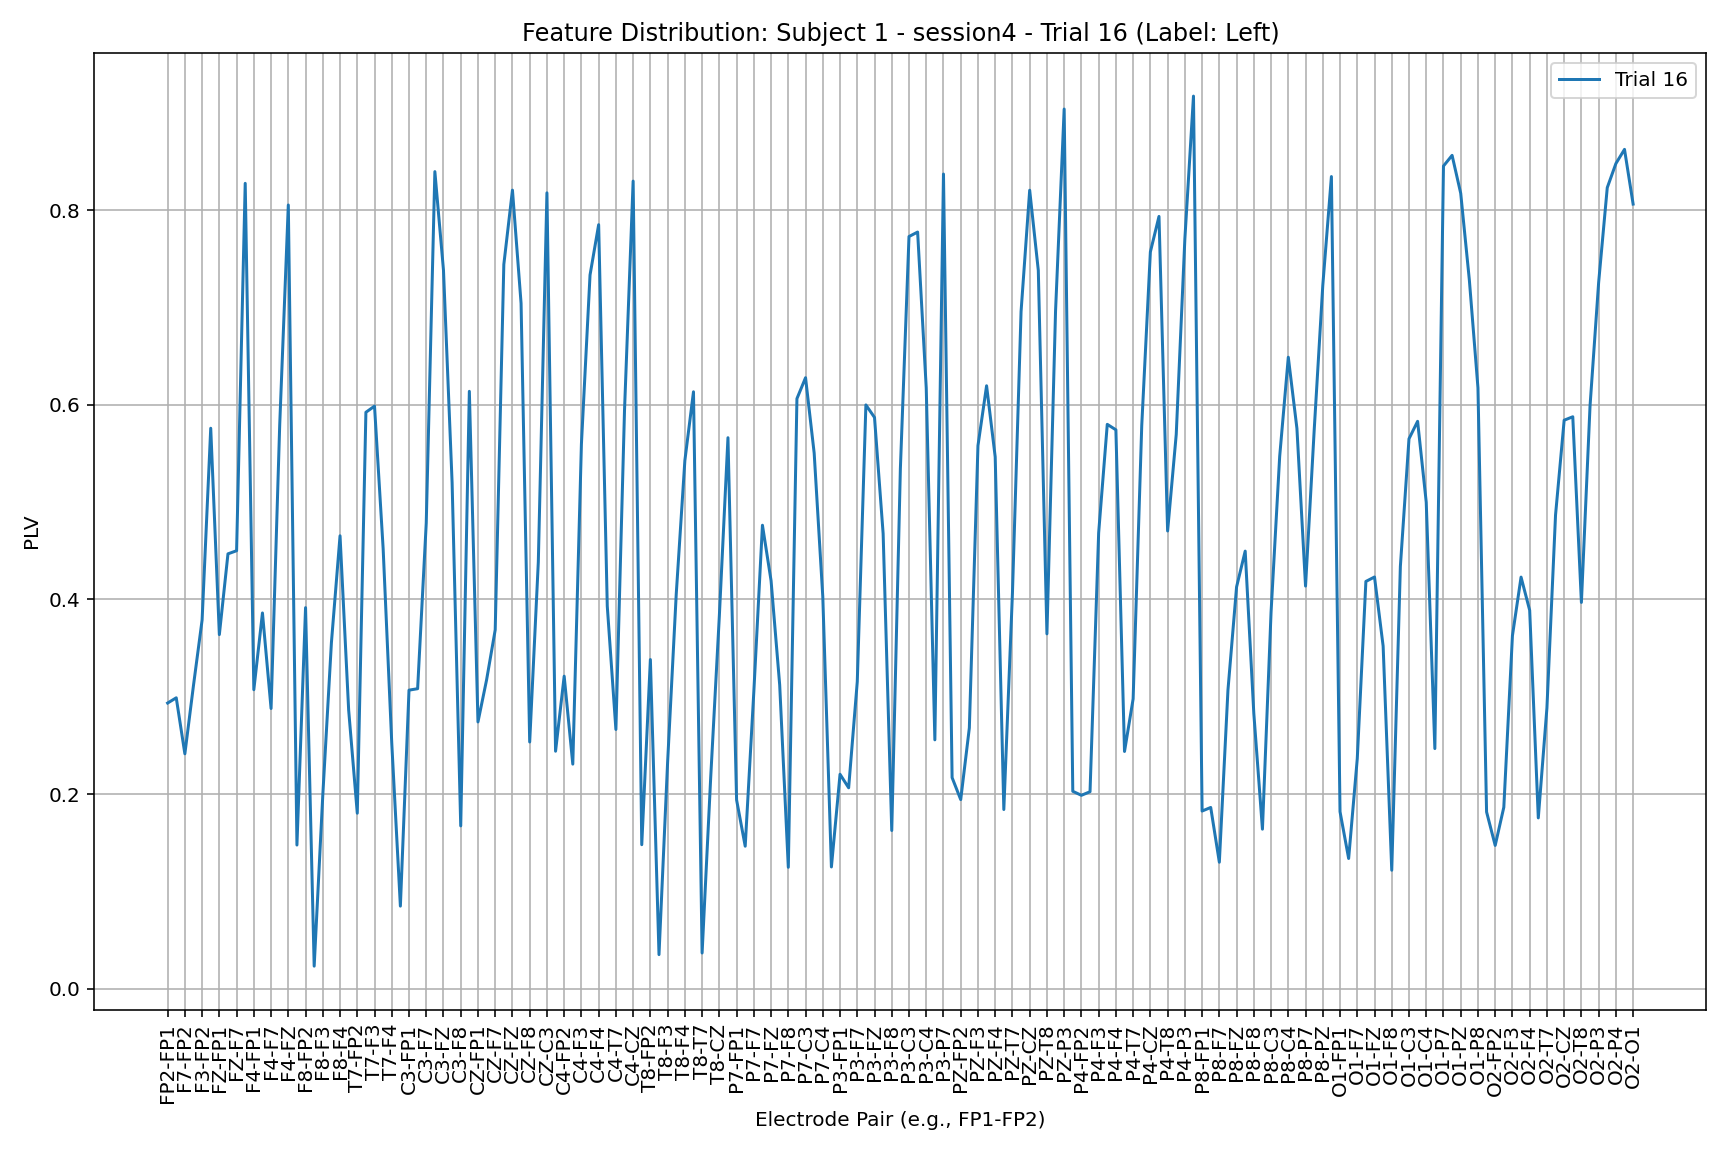 Feature Distribution: Subject 1 - session4 - Trial 16 (Label: Left)
Trial 16
PLV
0.8
0.6
0.4
0.2
0.0
FP2-FP1
F7-FP2
F3-FP2
FZ-FP1
FZ-F7
F4-FP1
F4-F7
F4-FZ
F8-FP2
F8-F3
F8-F4
T7-FP2
T7-F3
T7-F4
C3-FP1
C3-F7
C3-FZ
C3-F8
CZ-FP1
CZ-F7
CZ-FZ
CZ-F8
CZ-C3
C4-FP2
C4-F3
C4-F4
C4-T7
C4-CZ
T8-FP2
T8-F3
T8-F4
T8-T7
T8-CZ
P7-FP1
P7-F7
P7-FZ
P7-F8
P7-C3
P7-C4
P3-FP1
P3-F7
P3-FZ
P3-F8
P3-C3
P3-C4
P3-P7
PZ-FP2
PZ-F3
PZ-F4
PZ-T7
PZ-CZ
PZ-T8
PZ-P3
P4-FP2
P4-F3
P4-F4
P4-T7
P4-CZ
P4-T8
P4-P3
P8-FP1
P8-F7
P8-FZ
P8-F8
P8-C3
P8-C4
P8-P7
P8-PZ
O1-FP1
O1-F7
O1-FZ
O1-F8
O1-C3
O1-C4
O1-P7
O1-PZ
O1-P8
O2-FP2
O2-F3
O2-F4
O2-T7
O2-CZ
O2-T8
O2-P3
O2-P4
O2-O1
Electrode Pair (e.g., FP1-FP2)